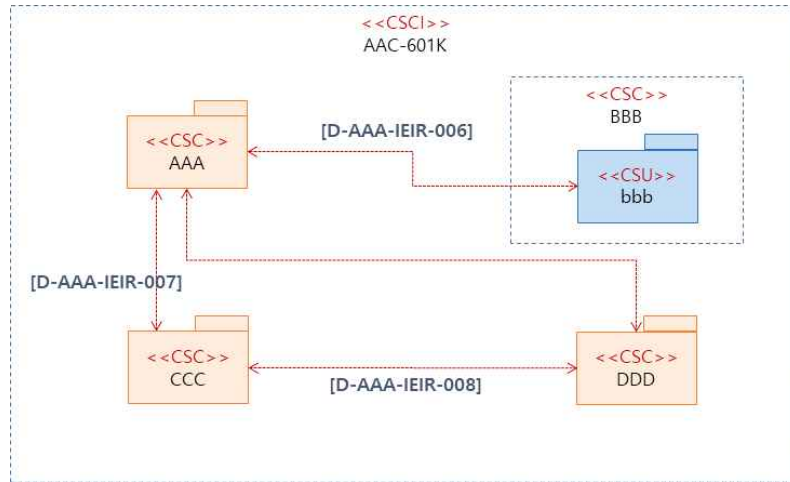 <<CSCI>>
AAC-601K
<<CSC>>
BBB
[D-AAA-IEIR-006]
<<CSC>>
AAA
<<CSU>>
bbb
[D-AAA-IEIR-007]
<<CSC>>
CCC
<<CSC>>
DDD
[D-AAA-IEIR-008]